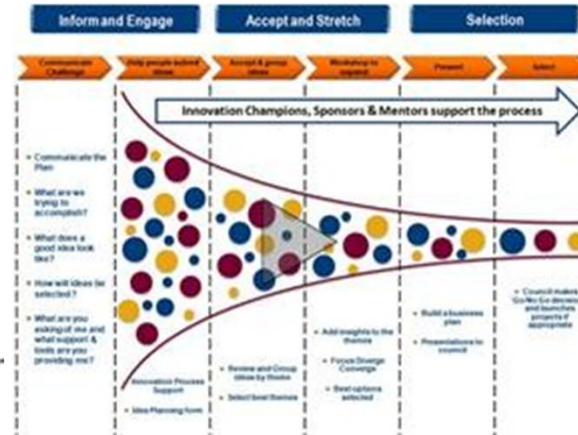 Inform and Engage
Accept and Stretch
Selection
Communicate
Challenge
Help people submit
ideas
Accept & group
ideas
Workshop to
expand
Present
Select
Innovation Champions, Sponsors & Mentors support the process
Communicate the
Plan
What are we
trying to
accomplish?
What does a
good idea look
like?
How will ideas be
selected?
What are you
asking of me and
what support &
tools are you
providing me?
Innovation Process
Support
Idea Planning form
Review and Group
ideas by theme
Select best themes
Add insights to the
themes
Focus Diverge
Converge
Best options
selected
Build a business
plan
Presentations to
council
Council makes
Go/No Go
and launches
projects if
appropriate